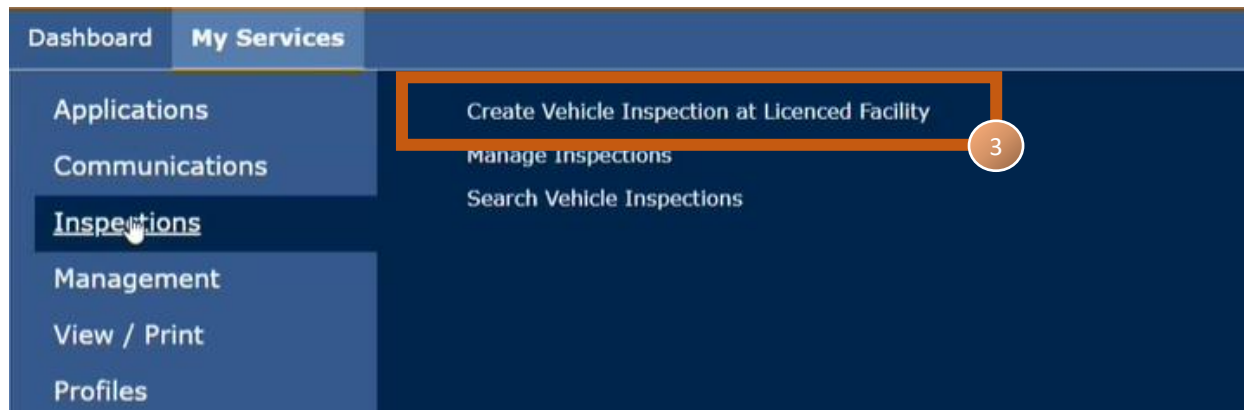 Dashboard My Services
Applications
Communications
Inspections
Management
View / Print
Profiles
Create Vehicle Inspection at Licenced Facility
3
Manage Inspections
Search Vehicle Inspections